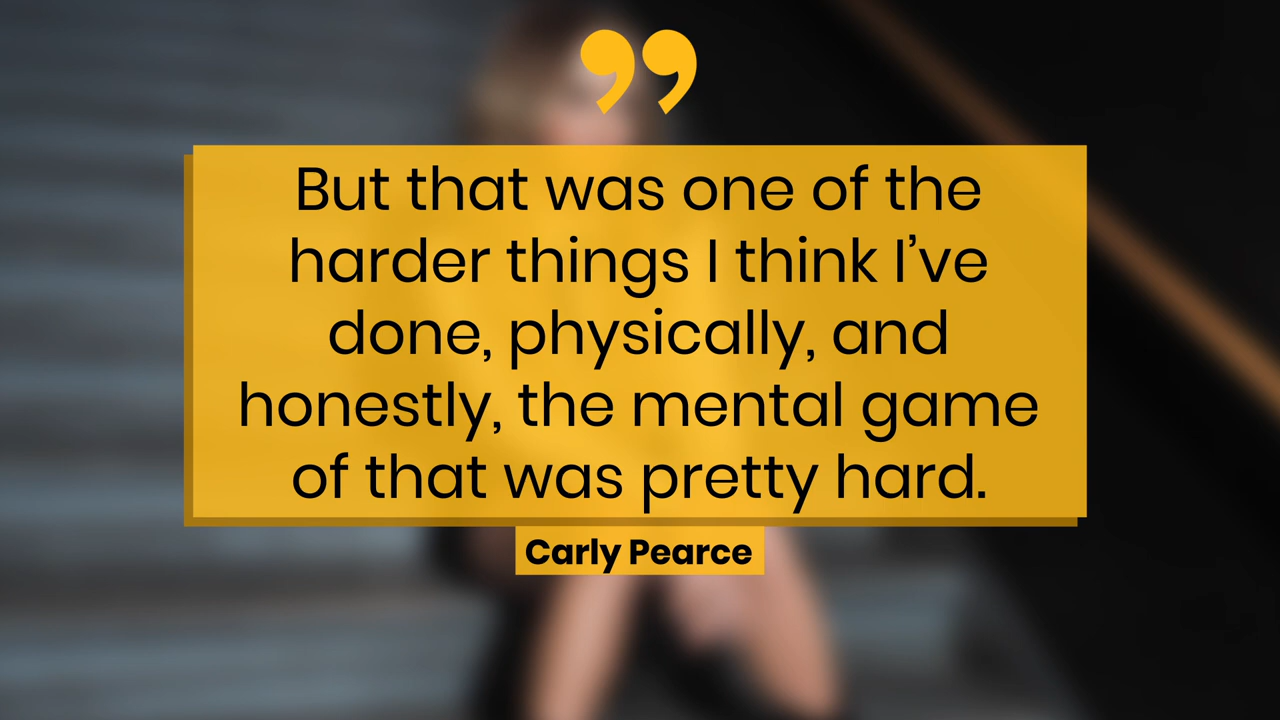 ”
But that was one of the
harder things I think I’ve
done, physically, and
honestly, the mental game
of that was pretty hard.
Carly Pearce